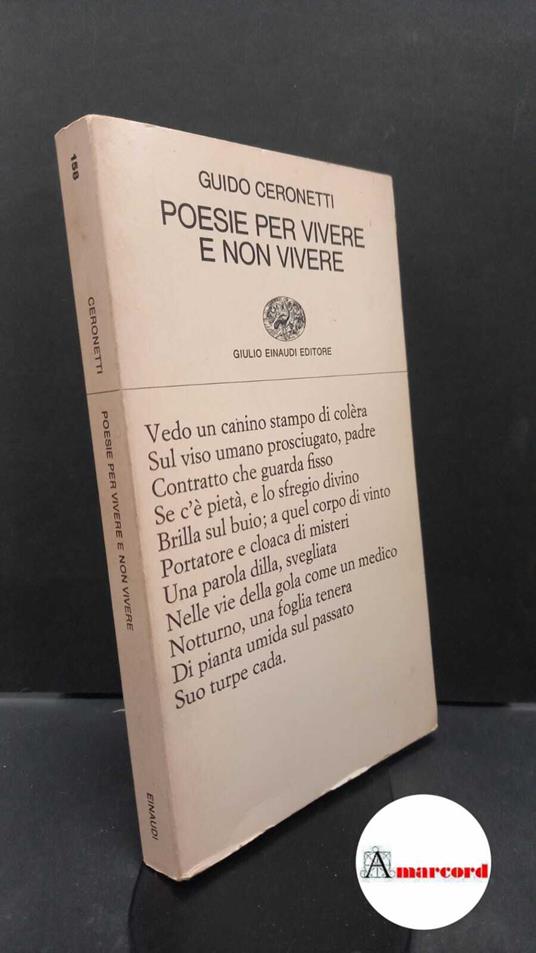 158
CERONETTI
POESIE PER VIVERE E NON VIVERE
EINAUDI
GUIDO CERONETTI
POESIE PER VIVERE
E NON VIVERE
GIULIO EINAUDI EDITORE
Vedo un canino stampo di colèra
Sul viso umano prosciugato, padre
Contratto che guarda fisso
Se c'è pietà, e lo sfregio divino
Brilla sul buio; a quel corpo di vinto
Portatore e cloaca di misteri
Una parola dilla, svegliata
Nelle vie della gola come un medico
Notturno, una foglia tenera
Di pianta umida sul passato
Suo turpe cada.
Amarcord